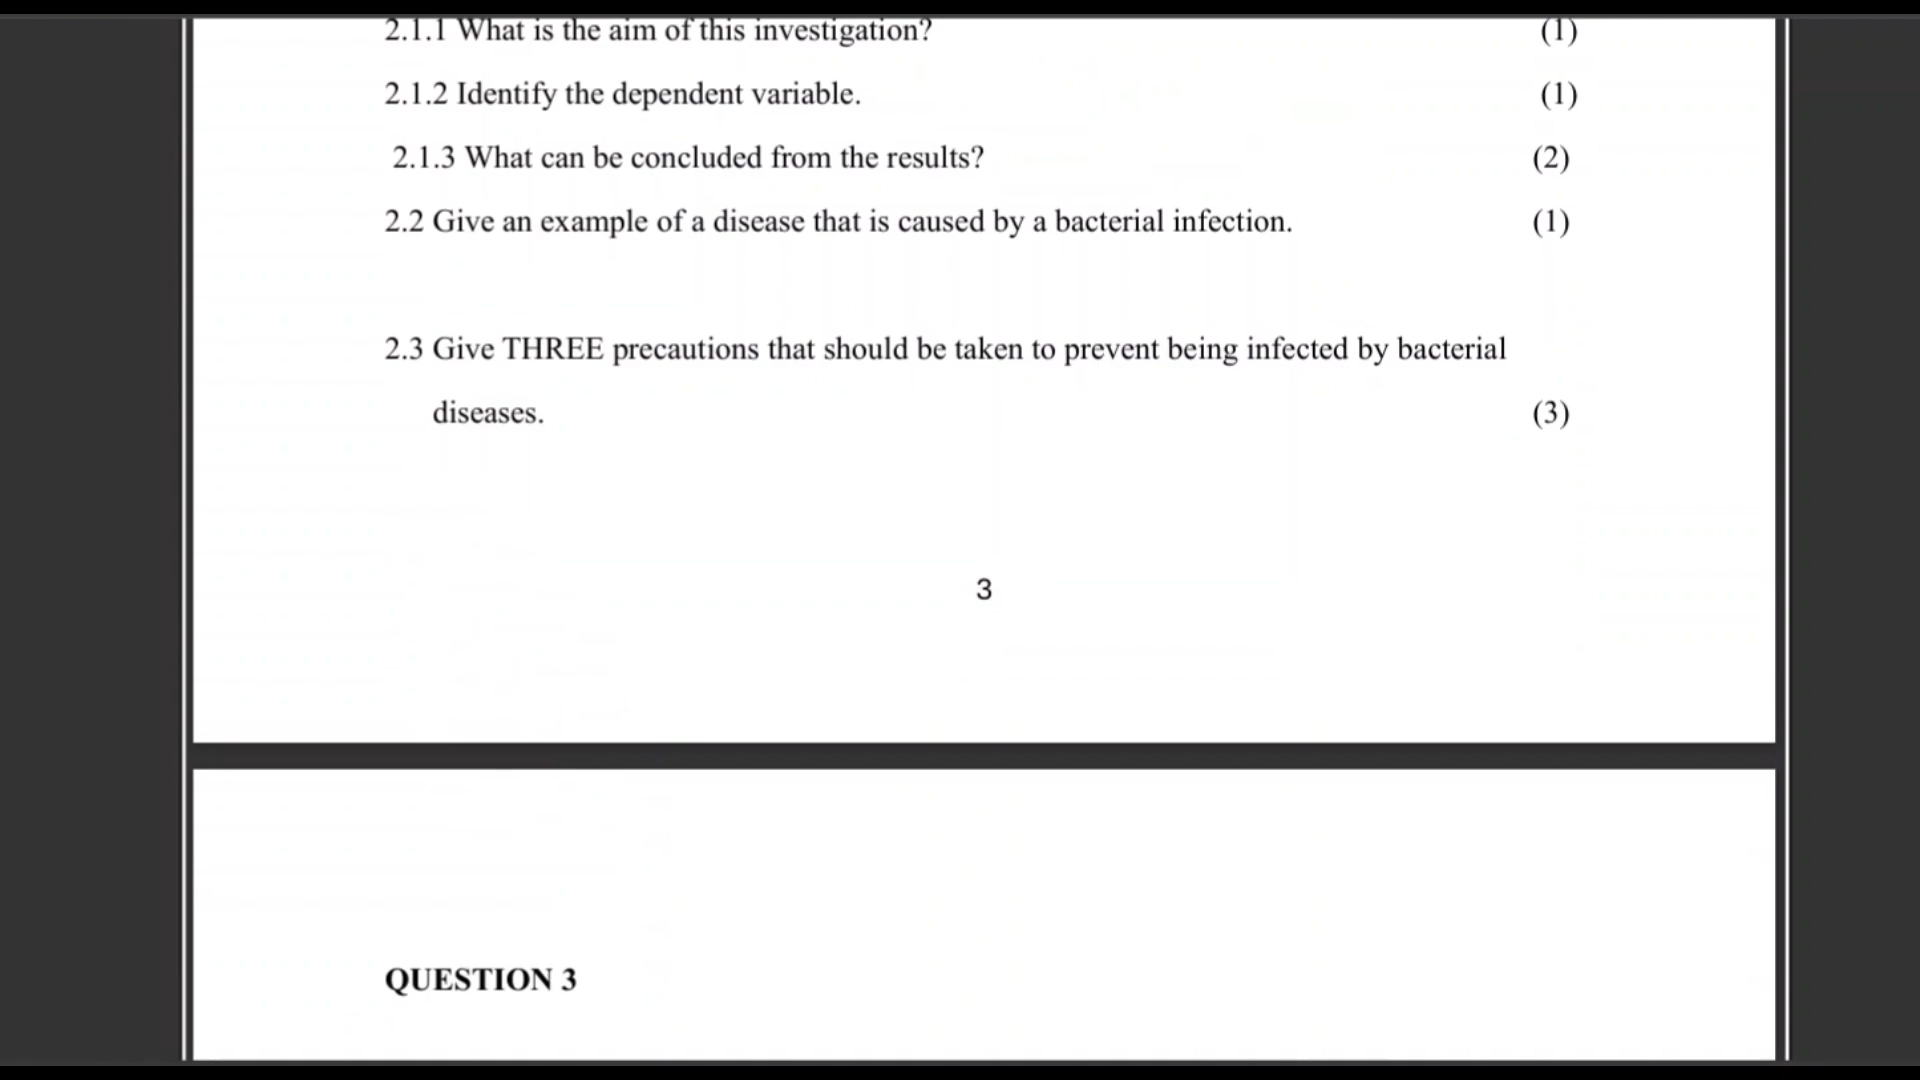 2.1.1 What is the aim of this investigation? (1)
2.1.2 Identify the dependent variable. (1)
2.1.3 What can be concluded from the results? (2)
2.2 Give an example of a disease that is caused by a bacterial infection. (1)
2.3 Give THREE precautions that should be taken to prevent being infected by bacterial
diseases. (3)
3
QUESTION 3